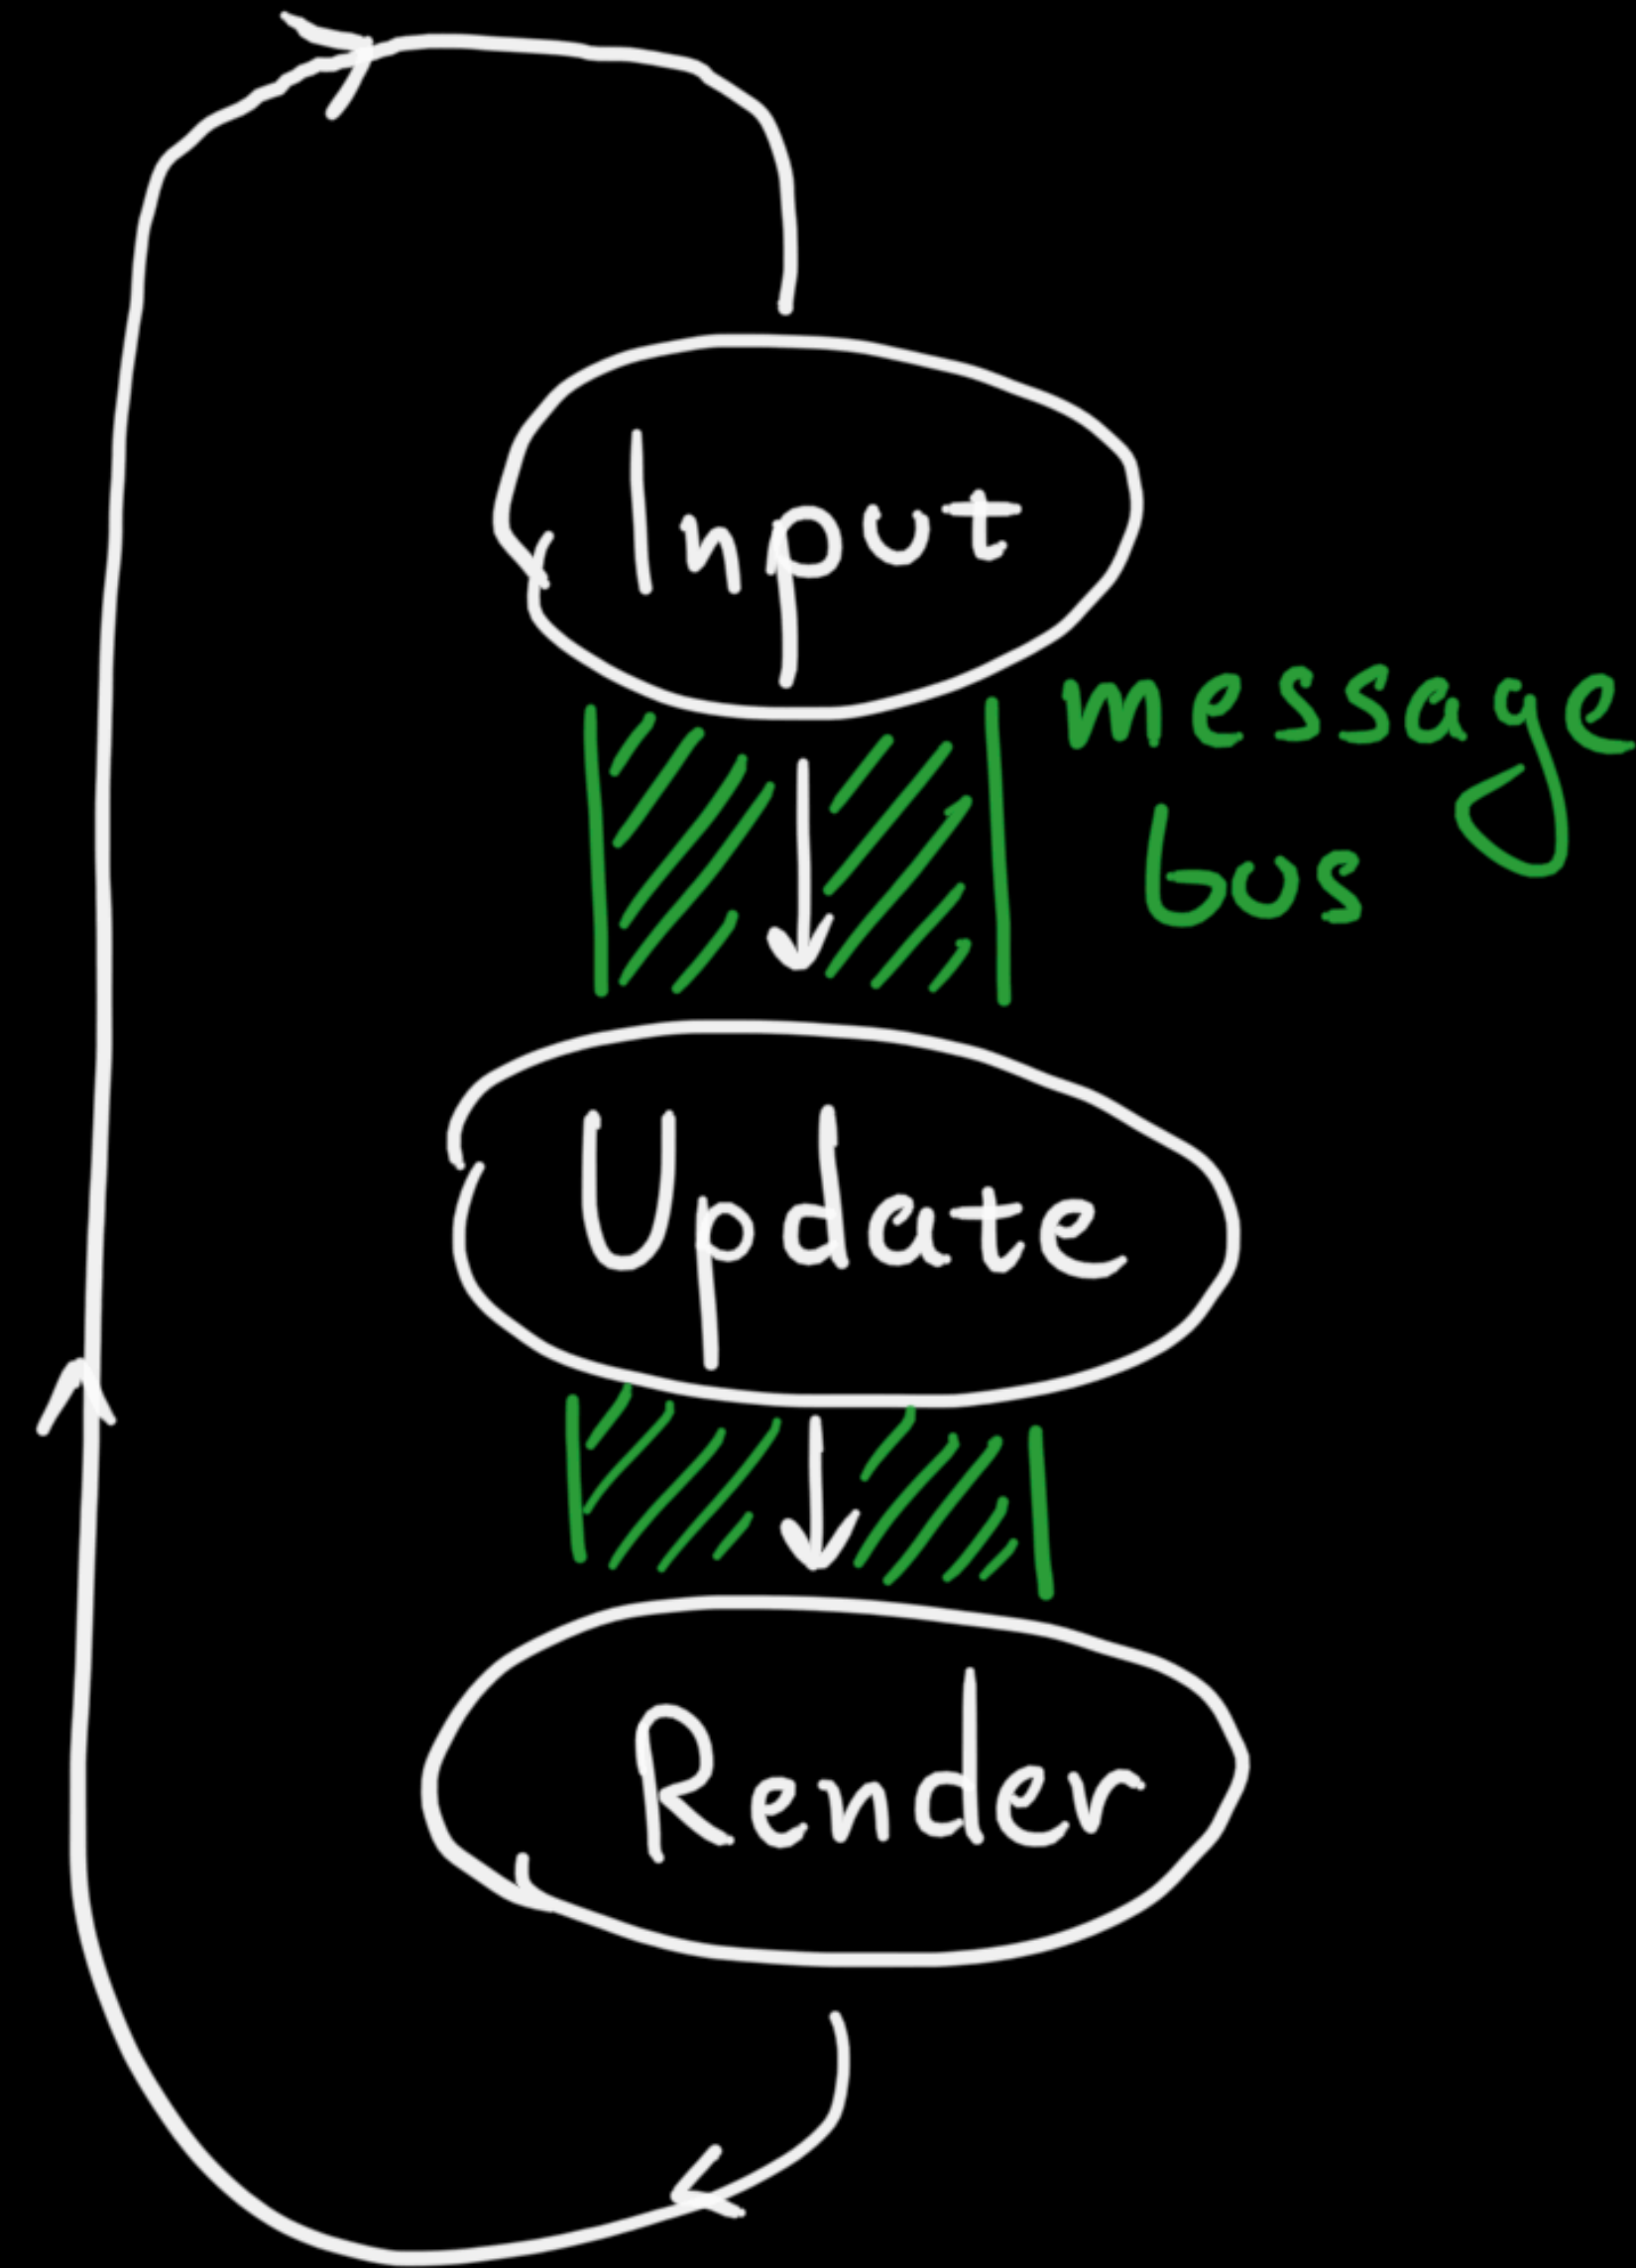 Input
message
bus
Update
Render